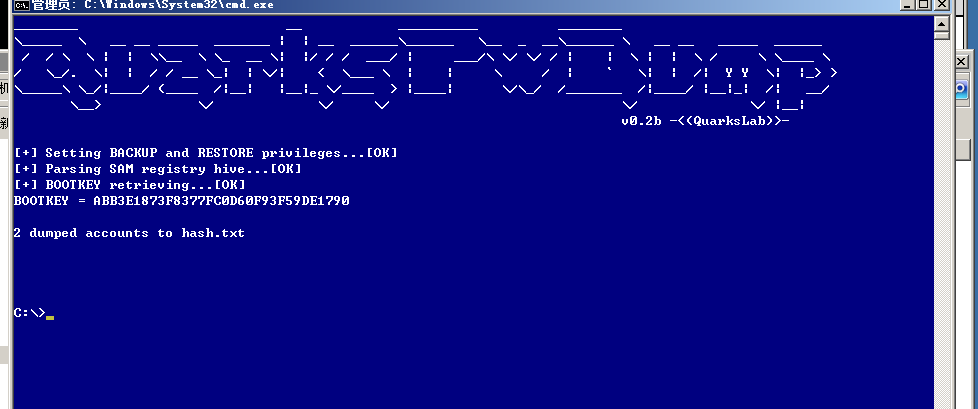 管理员: C:\Windows\System32\cmd.exe
QuarksPwDump
v0.2b -<(QuarksLab)>-
[+] Setting BACKUP and RESTORE privileges...[OK]
[+] Parsing SAM registry hive...[OK]
[+] BOOTKEY retrieving...[OK]
BOOTKEY = ABB3E1873F8377FC0D60F93F59DE1790
2 dumped accounts to hash.txt
C:\>
机
新